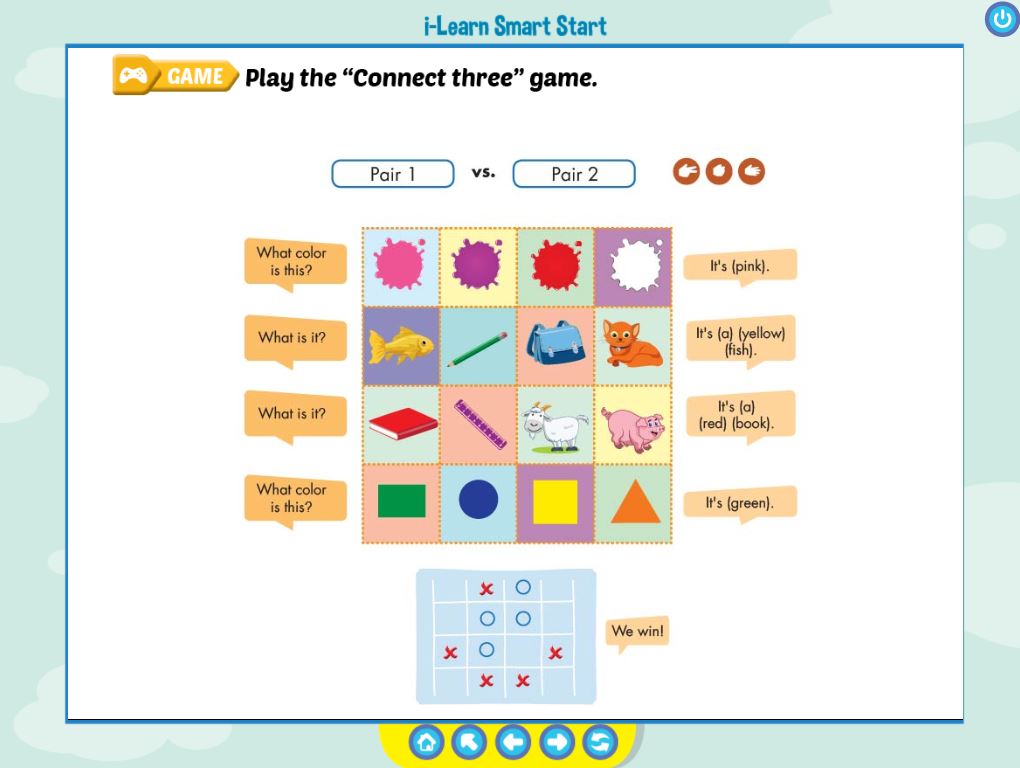 i-Learn Smart Start
GAME Play the “Connect three” game.
Pair 1 vs. Pair 2
What color
is this?
It's (pink).
What is it?
It's (a) (yellow)
(fish).
What is it?
It's (a)
(red) (book).
What color
is this?
It's (green).
We win!